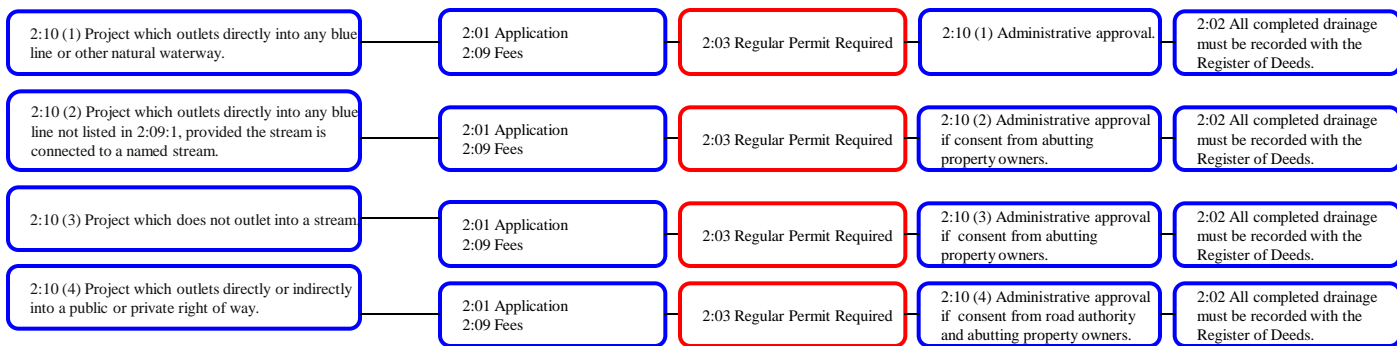 2:10 (1) Project which outlets directly into any blue
line or other natural waterway.
2:01 Application
2:09 Fees
2:03 Regular Permit Required
2:10 (1) Administrative approval.
2:02 All completed drainage
must be recorded with the
Register of Deeds.
2:10 (2) Project which outlets directly into any blue
line not listed in 2:09:1, provided the stream is
connected to a named stream.
2:01 Application
2:09 Fees
2:03 Regular Permit Required
2:10 (2) Administrative approval
if consent from abutting
property owners.
2:02 All completed drainage
must be recorded with the
Register of Deeds.
2:10 (3) Project which does not outlet into a stream.
2:01 Application
2:09 Fees
2:03 Regular Permit Required
2:10 (3) Administrative approval
if consent from abutting
property owners.
2:02 All completed drainage
must be recorded with the
Register of Deeds.
2:10 (4) Project which outlets directly or indirectly
into a public or private right of way.
2:01 Application
2:09 Fees
2:03 Regular Permit Required
2:10 (4) Administrative approval
if consent from road authority
and abutting property owners.
2:02 All completed drainage
must be recorded with the
Register of Deeds.